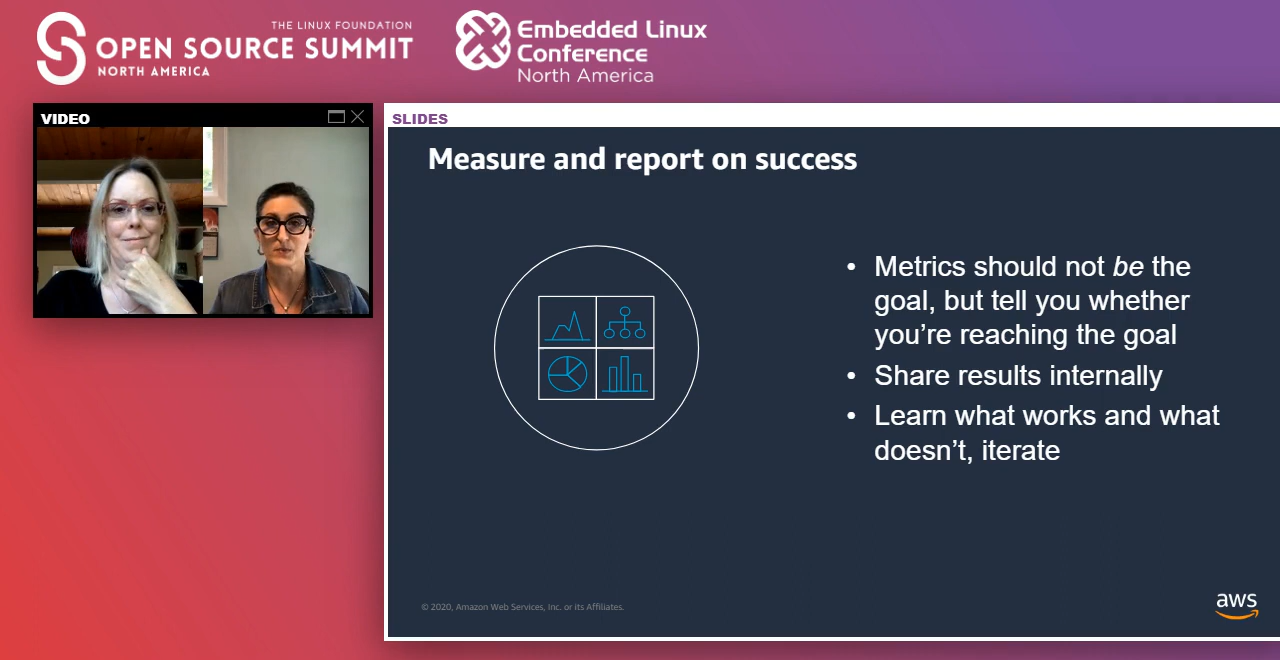 THE LINUX FOUNDATION
OPEN SOURCE SUMMIT
NORTH AMERICA
Embedded Linux
Conference
North America
VIDEO
SLIDES
Measure and report on success
• Metrics should not be the
goal, but tell you whether
you’re reaching the goal
• Share results internally
• Learn what works and what
doesn’t, iterate
© 2020, Amazon Web Services, Inc. or its Affiliates.
aws